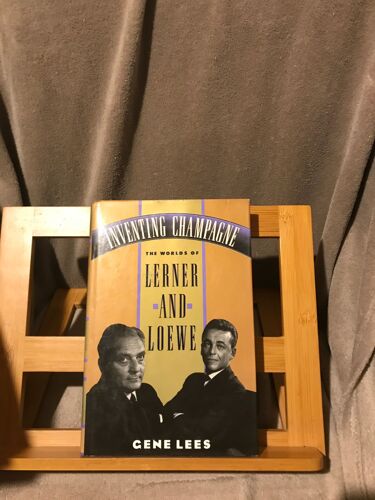 INVENTING CHAMPAGNE
THE WORLDS OF
LERNER
AND
LOEWE
GENE LEES